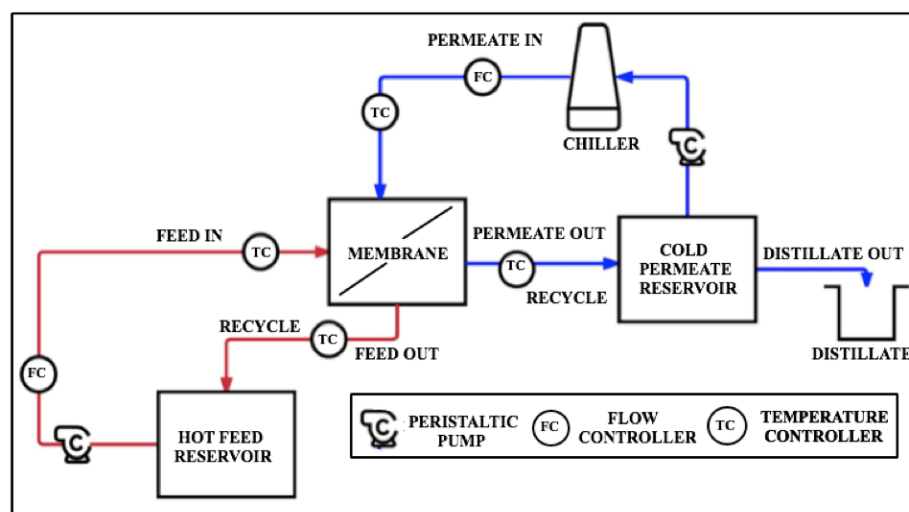 PERMEATE IN
FC
TC
CHILLER
C
FEED IN
TC
MEMBRANE
PERMEATE OUT
TC
RECYCLE
COLD
PERMEATE
RESERVOIR
DISTILLATE OUT
DISTILLATE
RECYCLE
TC
FEED OUT
FC
C
HOT FEED
RESERVOIR
C
PERISTALTIC
PUMP
FC
FLOW
CONTROLLER
TC
TEMPERATURE
CONTROLLER